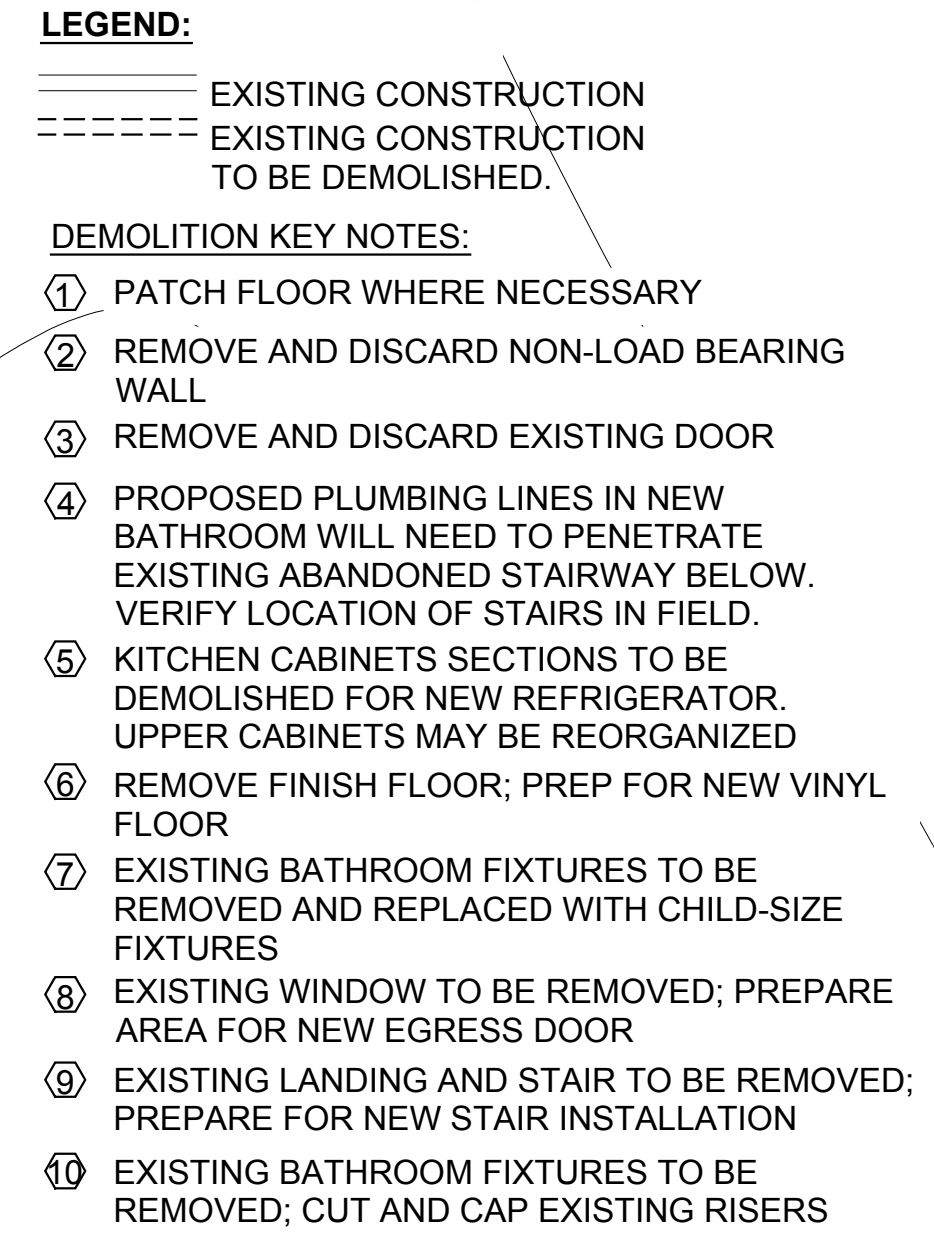 LEGEND:
EXISTING CONSTRUCTION
EXISTING CONSTRUCTION
TO BE DEMOLISHED.
DEMOLITION KEY NOTES:
1 PATCH FLOOR WHERE NECESSARY
2 REMOVE AND DISCARD NON-LOAD BEARING
WALL
3 REMOVE AND DISCARD EXISTING DOOR
4 PROPOSED PLUMBING LINES IN NEW
BATHROOM WILL NEED TO PENETRATE
EXISTING ABANDONED STAIRWAY BELOW.
VERIFY LOCATION OF STAIRS IN FIELD.
5 KITCHEN CABINETS SECTIONS TO BE
DEMOLISHED FOR NEW REFRIGERATOR.
UPPER CABINETS MAY BE REORGANIZED
6 REMOVE FINISH FLOOR; PREP FOR NEW VINYL
FLOOR
7 EXISTING BATHROOM FIXTURES TO BE
REMOVED AND REPLACED WITH CHILD-SIZE
FIXTURES
8 EXISTING WINDOW TO BE REMOVED; PREPARE
AREA FOR NEW EGRESS DOOR
9 EXISTING LANDING AND STAIR TO BE REMOVED;
PREPARE FOR NEW STAIR INSTALLATION
10 EXISTING BATHROOM FIXTURES TO BE
REMOVED; CUT AND CAP EXISTING RISERS